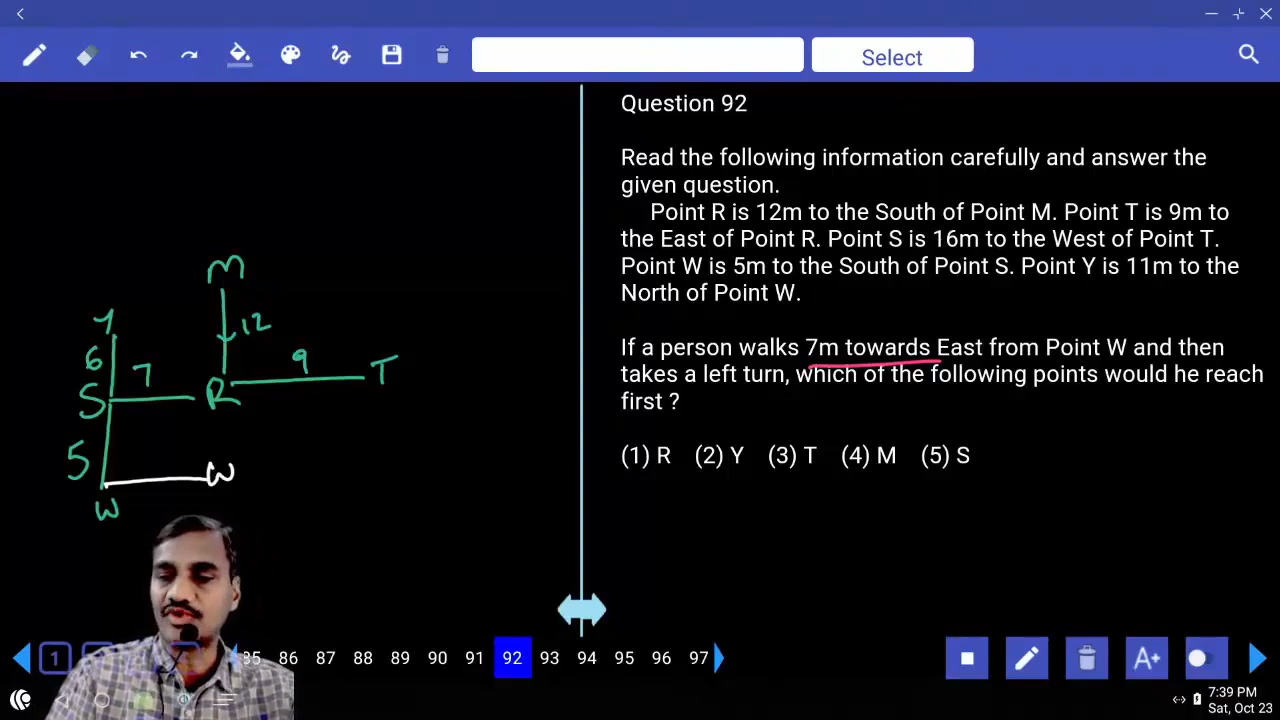 Select
Question 92
Read the following information carefully and answer the
given question.
Point R is 12m to the South of Point M. Point T is 9m to
the East of Point R. Point S is 16m to the West of Point T.
Point W is 5m to the South of Point S. Point Y is 11m to the
North of Point W.
If a person walks 7m towards East from Point W and then
takes a left turn, which of the following points would he reach
first ?
(1) R (2) Y (3) T (4) M (5) S
M
Y 12
6 7 9 T
S R
5 W
W
1
85 86 87 88 89 90 91 92 93 94 95 96 97
A+
7:39 PM
Sat, Oct 23